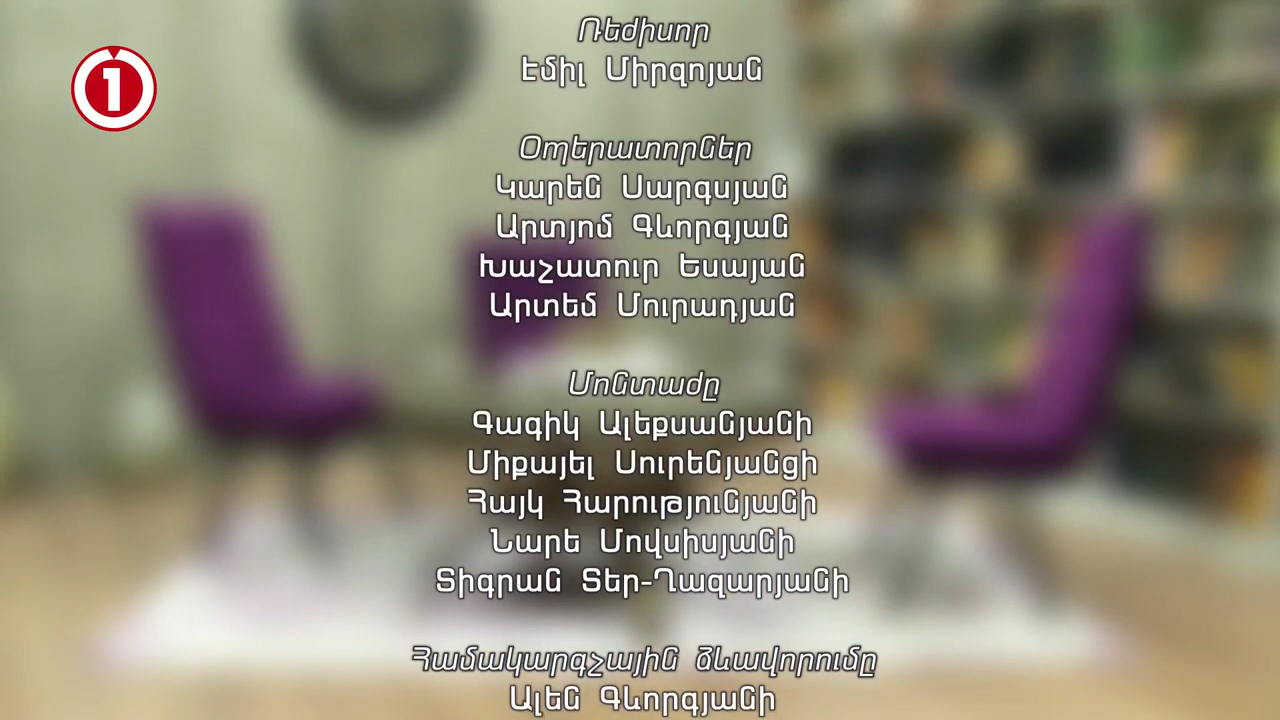 1
Ռեժիսոր
Էմիլ Միրզոյան
Օպերատորներ
Կարեն Սարգսյան
Արտյոմ Գևորգյան
Խաչատուր Եսայան
Արտեմ Մուրադյան
Մոնտաժը
Գագիկ Ալեքսանյանի
Միքայել Սուրենյանցի
Հայկ Հարությունյանի
Նարե Մովսիսյանի
Տիգրան Տեր-Ղազարյանի
Համակարգչային ձևավորումը
Ալեն Գևորգյանի